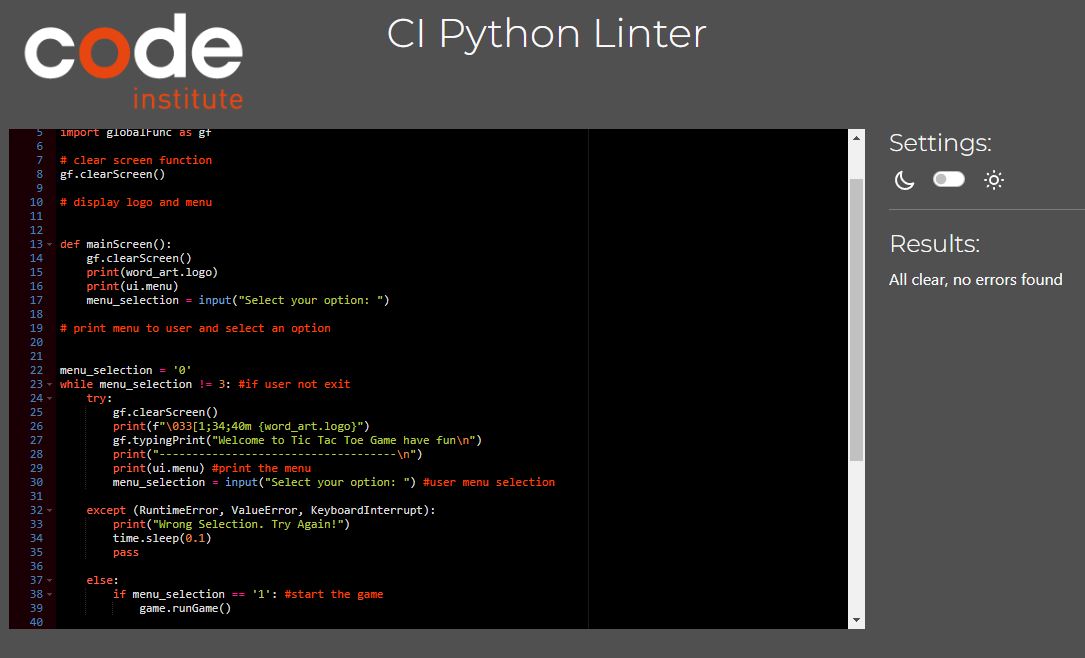 code
institute
CI Python Linter
5 import globalFunc as gf
6
7 # clear screen function
8 gf.clearScreen()
9
10 # display logo and menu
11
12
13 def mainScreen():
14     gf.clearScreen()
15     print(word_art.logo)
16     print(ui.menu)
17     menu_selection = input("Select your option: ")
18
19 # print menu to user and select an option
20
21
22 menu_selection = '0'
23 while menu_selection != 3: #if user not exit
24     try:
25         gf.clearScreen()
26         print(f"\033[1;34;40m {word_art.logo}")
27         gf.typingPrint("Welcome to Tic Tac Toe Game have fun\n")
28         print("------------------------------------\n")
29         print(ui.menu) #print the menu
30         menu_selection = input("Select your option: ") #user menu selection
31
32     except (RuntimeError, ValueError, KeyboardInterrupt):
33         print("Wrong Selection. Try Again!")
34         time.sleep(0.1)
35         pass
36
37     else:
38         if menu_selection == '1': #start the game
39             game.runGame()
40
Settings:
Results:
All clear, no errors found